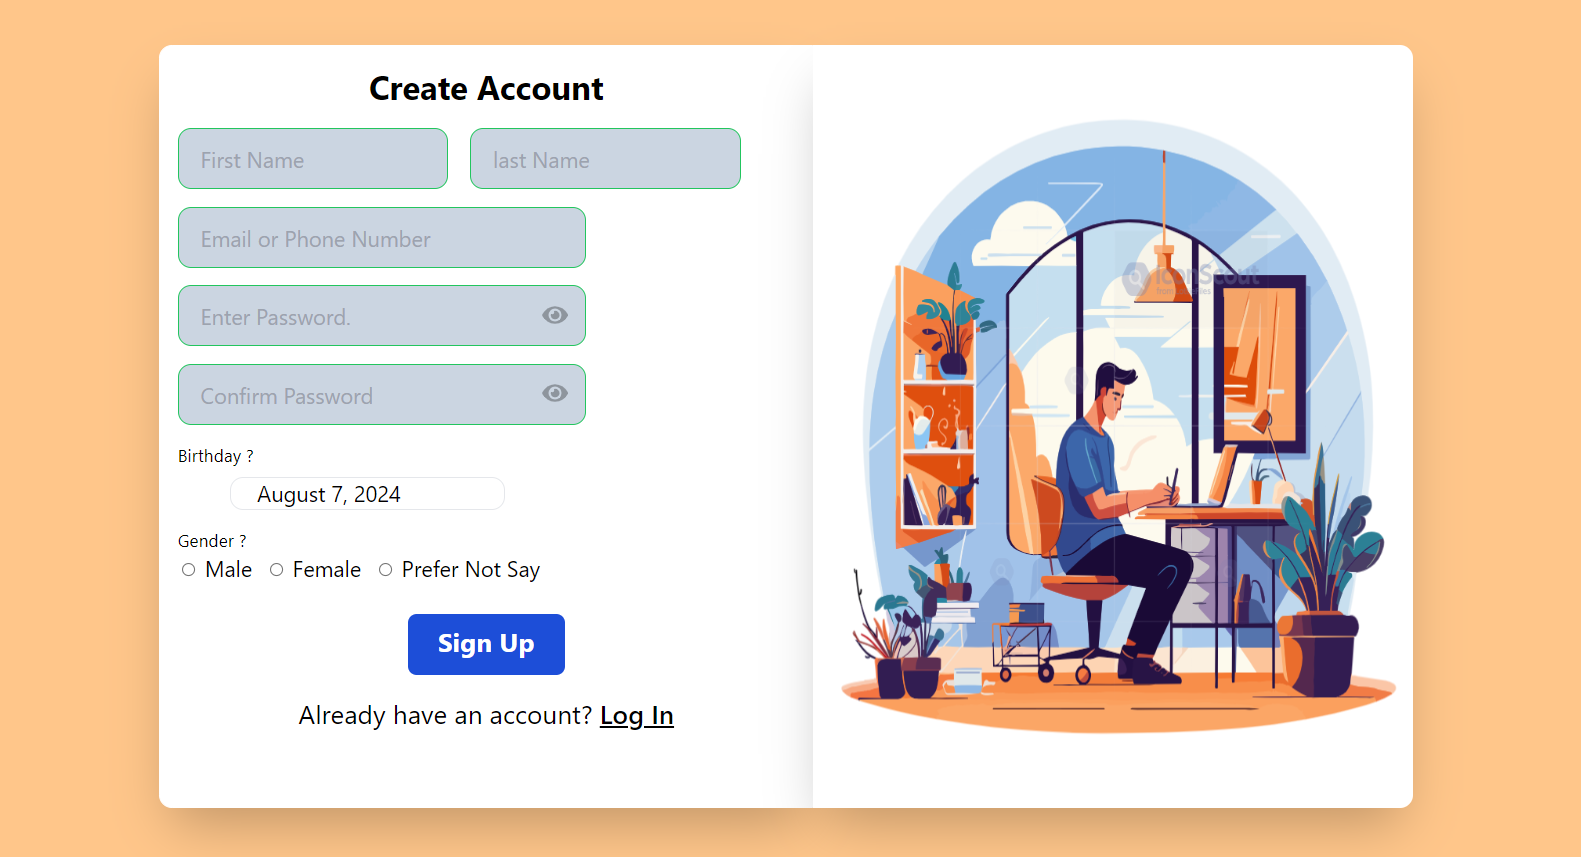 Create Account
First Name
last Name
Email or Phone Number
Enter Password.
Confirm Password
Birthday ?
August 7, 2024
Gender ?
Male Female Prefer Not Say
Sign Up
Already have an account? Log In
IconScout